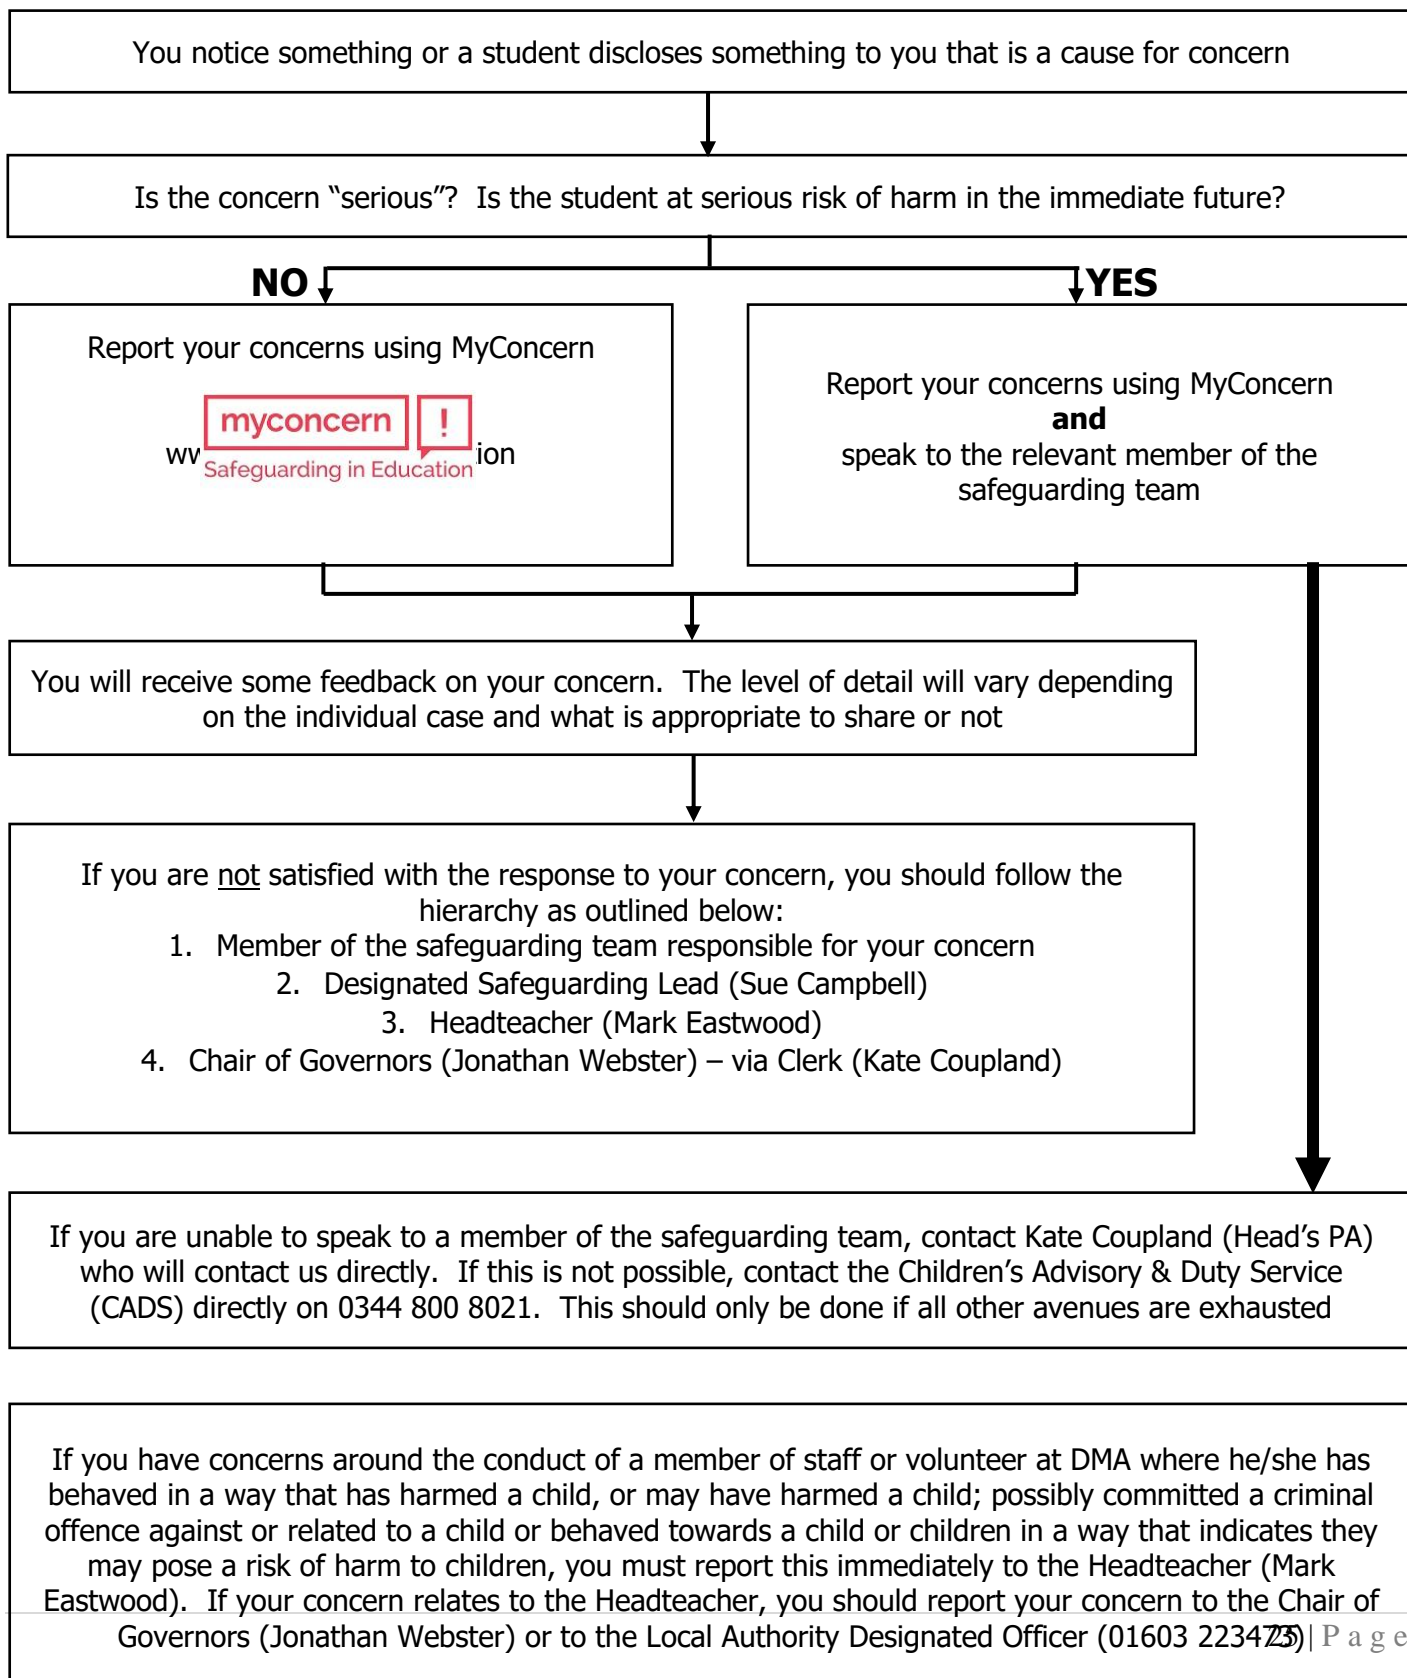 You notice something or a student discloses something to you that is a cause for concern
Is the concern “serious”?  Is the student at serious risk of harm in the immediate future?
NO
YES
Report your concerns using MyConcern
myconcern !
Safeguarding in Education
Report your concerns using MyConcern
and
speak to the relevant member of the
safeguarding team
You will receive some feedback on your concern.  The level of detail will vary depending
on the individual case and what is appropriate to share or not
If you are not satisfied with the response to your concern, you should follow the
hierarchy as outlined below:
1. Member of the safeguarding team responsible for your concern
2. Designated Safeguarding Lead (Sue Campbell)
3. Headteacher (Mark Eastwood)
4. Chair of Governors (Jonathan Webster) – via Clerk (Kate Coupland)
If you are unable to speak to a member of the safeguarding team, contact Kate Coupland (Head’s PA)
who will contact us directly.  If this is not possible, contact the Children’s Advisory & Duty Service
(CADS) directly on 0344 800 8021.  This should only be done if all other avenues are exhausted
If you have concerns around the conduct of a member of staff or volunteer at DMA where he/she has
behaved in a way that has harmed a child, or may have harmed a child; possibly committed a criminal
offence against or related to a child or behaved towards a child or children in a way that indicates they
may pose a risk of harm to children, you must report this immediately to the Headteacher (Mark
Eastwood).  If your concern relates to the Headteacher, you should report your concern to the Chair of
Governors (Jonathan Webster) or to the Local Authority Designated Officer (01603 223473)
| P a g e